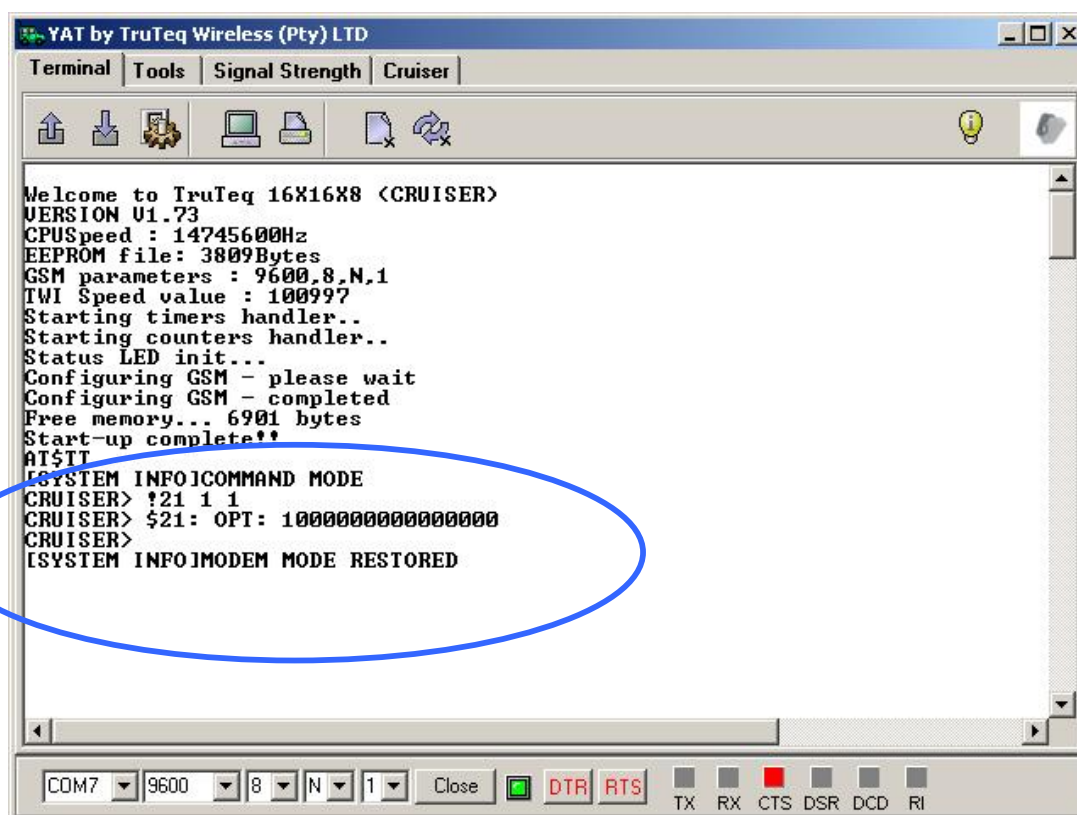 YAT by TruTeq Wireless (Pty) LTD
Terminal Tools Signal Strength Cruiser
Welcome to TruTeq 16X16X8 (CRUISER)
VERSION V1.73
CPUSpeed : 14745600Hz
EEPROM file: 3809Bytes
GSM parameters : 9600,8,N,1
TWI Speed value : 100997
Starting timers handler..
Starting counters handler..
Status LED init...
Configuring GSM - please wait
Configuring GSM - completed
Free memory... 6901 bytes
Start-up complete!!
AT$TT
[SYSTEM INFO]COMMAND MODE
CRUISER> !21 1 1
CRUISER> $21: OPT: 1000000000000000
CRUISER>
[SYSTEM INFO]MODEM MODE RESTORED
COM7 9600 8 N 1 Close DTR RTS TX RX CTS DSR DCD RI